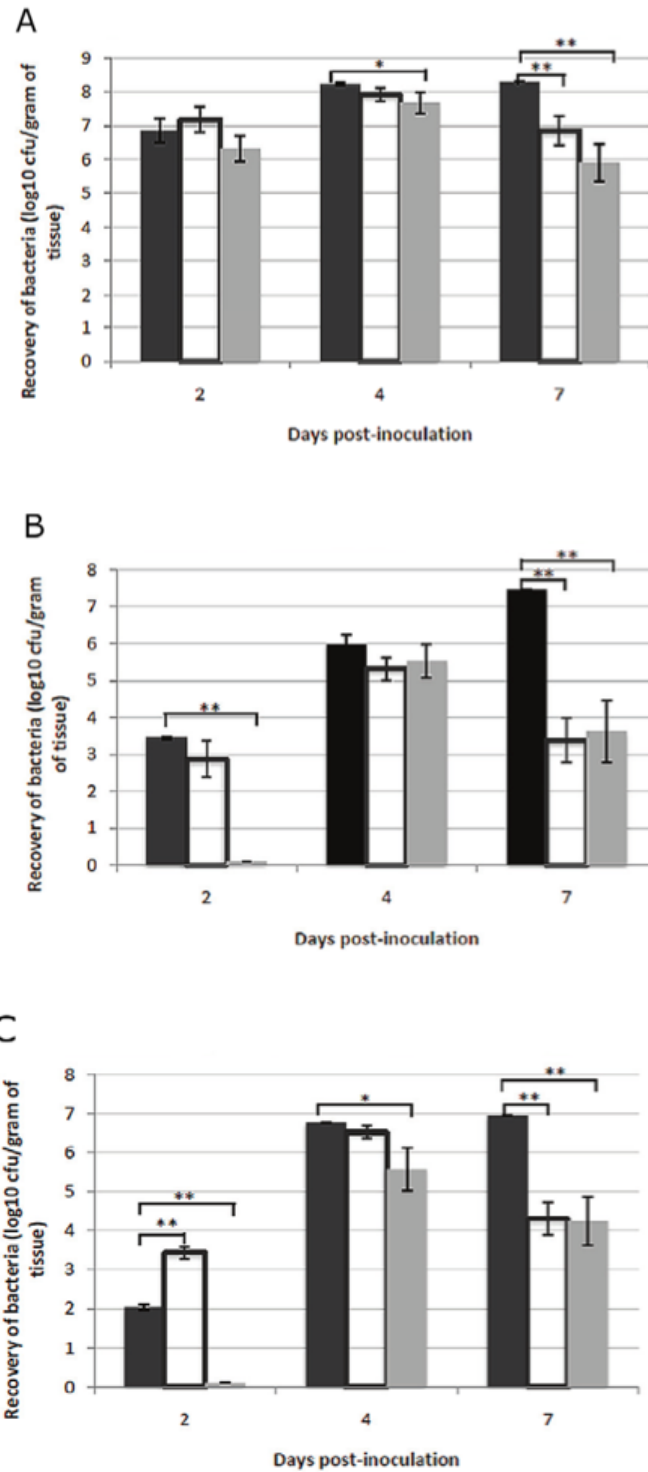 A
Recovery of bacteria (log10 cfu/gram of
tissue)
9
8
7
6
5
4
3
2
1
0
*
**
**
2 4 7
Days post-inoculation
B
Recovery of bacteria (log10 cfu/gram
of tissue)
8
7
6
5
4
3
2
1
0
**
**
**
2 4 7
Days post-inoculation
C
Recovery of bacteria (log10 cfu/gram of
tissue)
8
7
6
5
4
3
2
1
0
**
**
*
**
**
2 4 7
Days post-inoculation